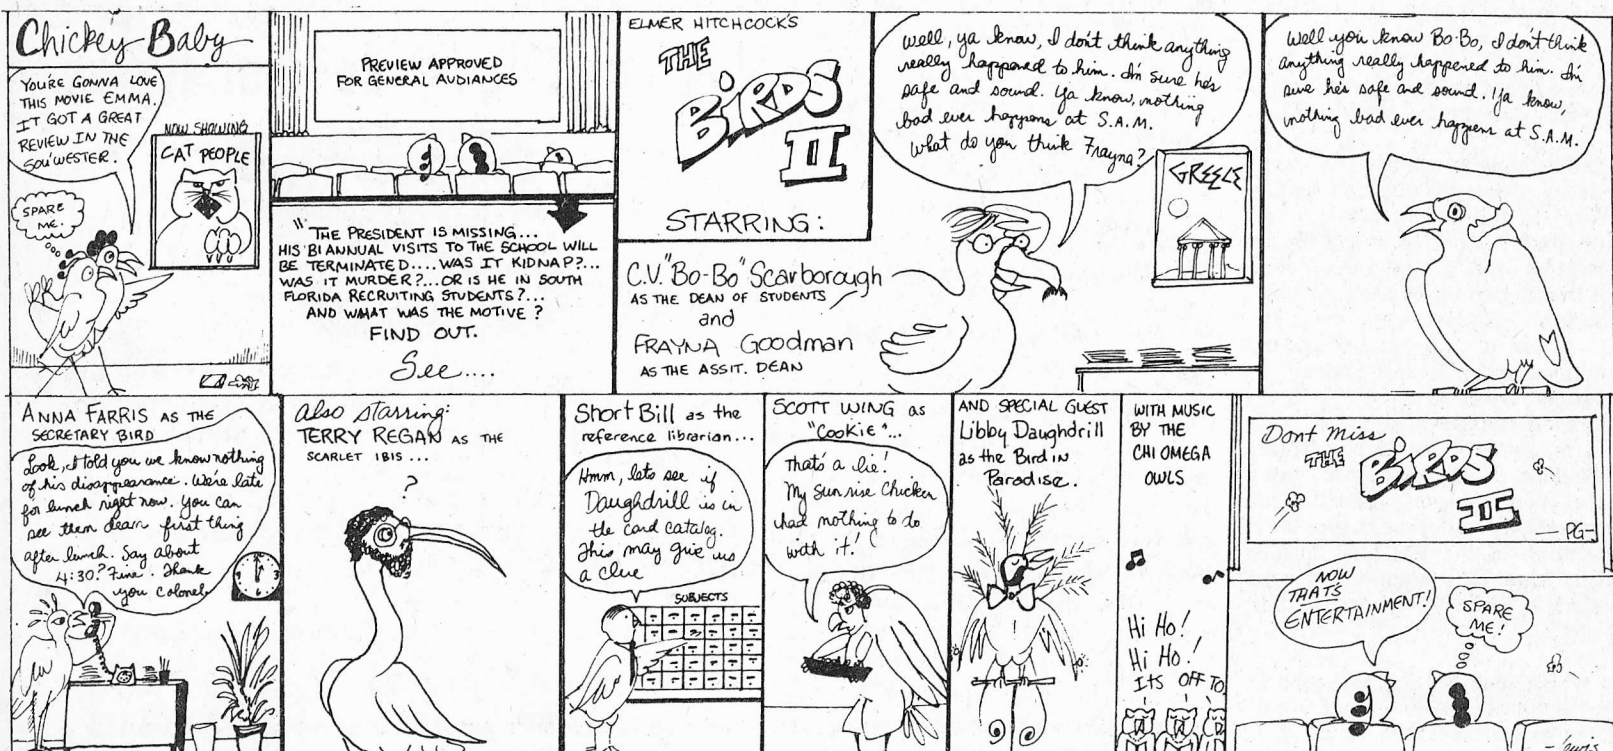 Chickey Baby
YOU'RE GONNA LOVE
THIS MOVIE EMMA.
IT GOT A GREAT
REVIEW IN THE
SOU'WESTER.
NOW SHOWING
CAT PEOPLE
SPARE
ME.
PREVIEW APPROVED
FOR GENERAL AUDIANCES
"THE PRESIDENT IS MISSING...
HIS BIANNUAL VISITS TO THE SCHOOL WILL
BE TERMINATED.... WAS IT KIDNAP?...
WAS IT MURDER?...OR IS HE IN SOUTH
FLORIDA RECRUITING STUDENTS?...
AND WHAT WAS THE MOTIVE?
FIND OUT.
See....
ELMER HITCHCOCK'S
THE
BIRDS
II
STARRING:
C.V. "Bo-Bo" Scarborough
AS THE DEAN OF STUDENTS
and
FRAYNA Goodman
AS THE ASSIT. DEAN
Well, ya know, I don't think anything
really happened to him. I'm sure he's
safe and sound. Ya know, nothing
bad ever happens at S.A.M.
What do you think Frayna?
GREECE
Well you know Bo-Bo, I don't think
anything really happened to him. I'm
sure he's safe and sound. Ya know,
nothing bad ever happens at S.A.M.
ANNA FARRIS AS THE
SECRETARY BIRD
Look, I told you we know nothing
of his disappearance. We're late
for lunch right now. You can
see them dean first thing
after lunch. Say about
4:30? Fine. Thank
you Colonel.
also starring:
TERRY REGAN AS THE
SCARLET IBIS ...
?
Short Bill as the
reference librarian...
Hmm, lets see if
Daughdrill is in
the card catalog.
This may give us
a clue
SUBJECTS
SCOTT WING as
"Cookie"...
That's a lie!
My sunrise Chicken
had nothing to do
with it!
AND SPECIAL GUEST
Libby Daughdrill
as the Bird in
Paradise.
WITH MUSIC
BY THE
CHI OMEGA
OWLS
Hi Ho!
Hi Ho!
ITS OFF TO
Dont Miss
THE BIRDS
II
—PG—
NOW
THAT'S
ENTERTAINMENT!
SPARE
ME!
Lewis